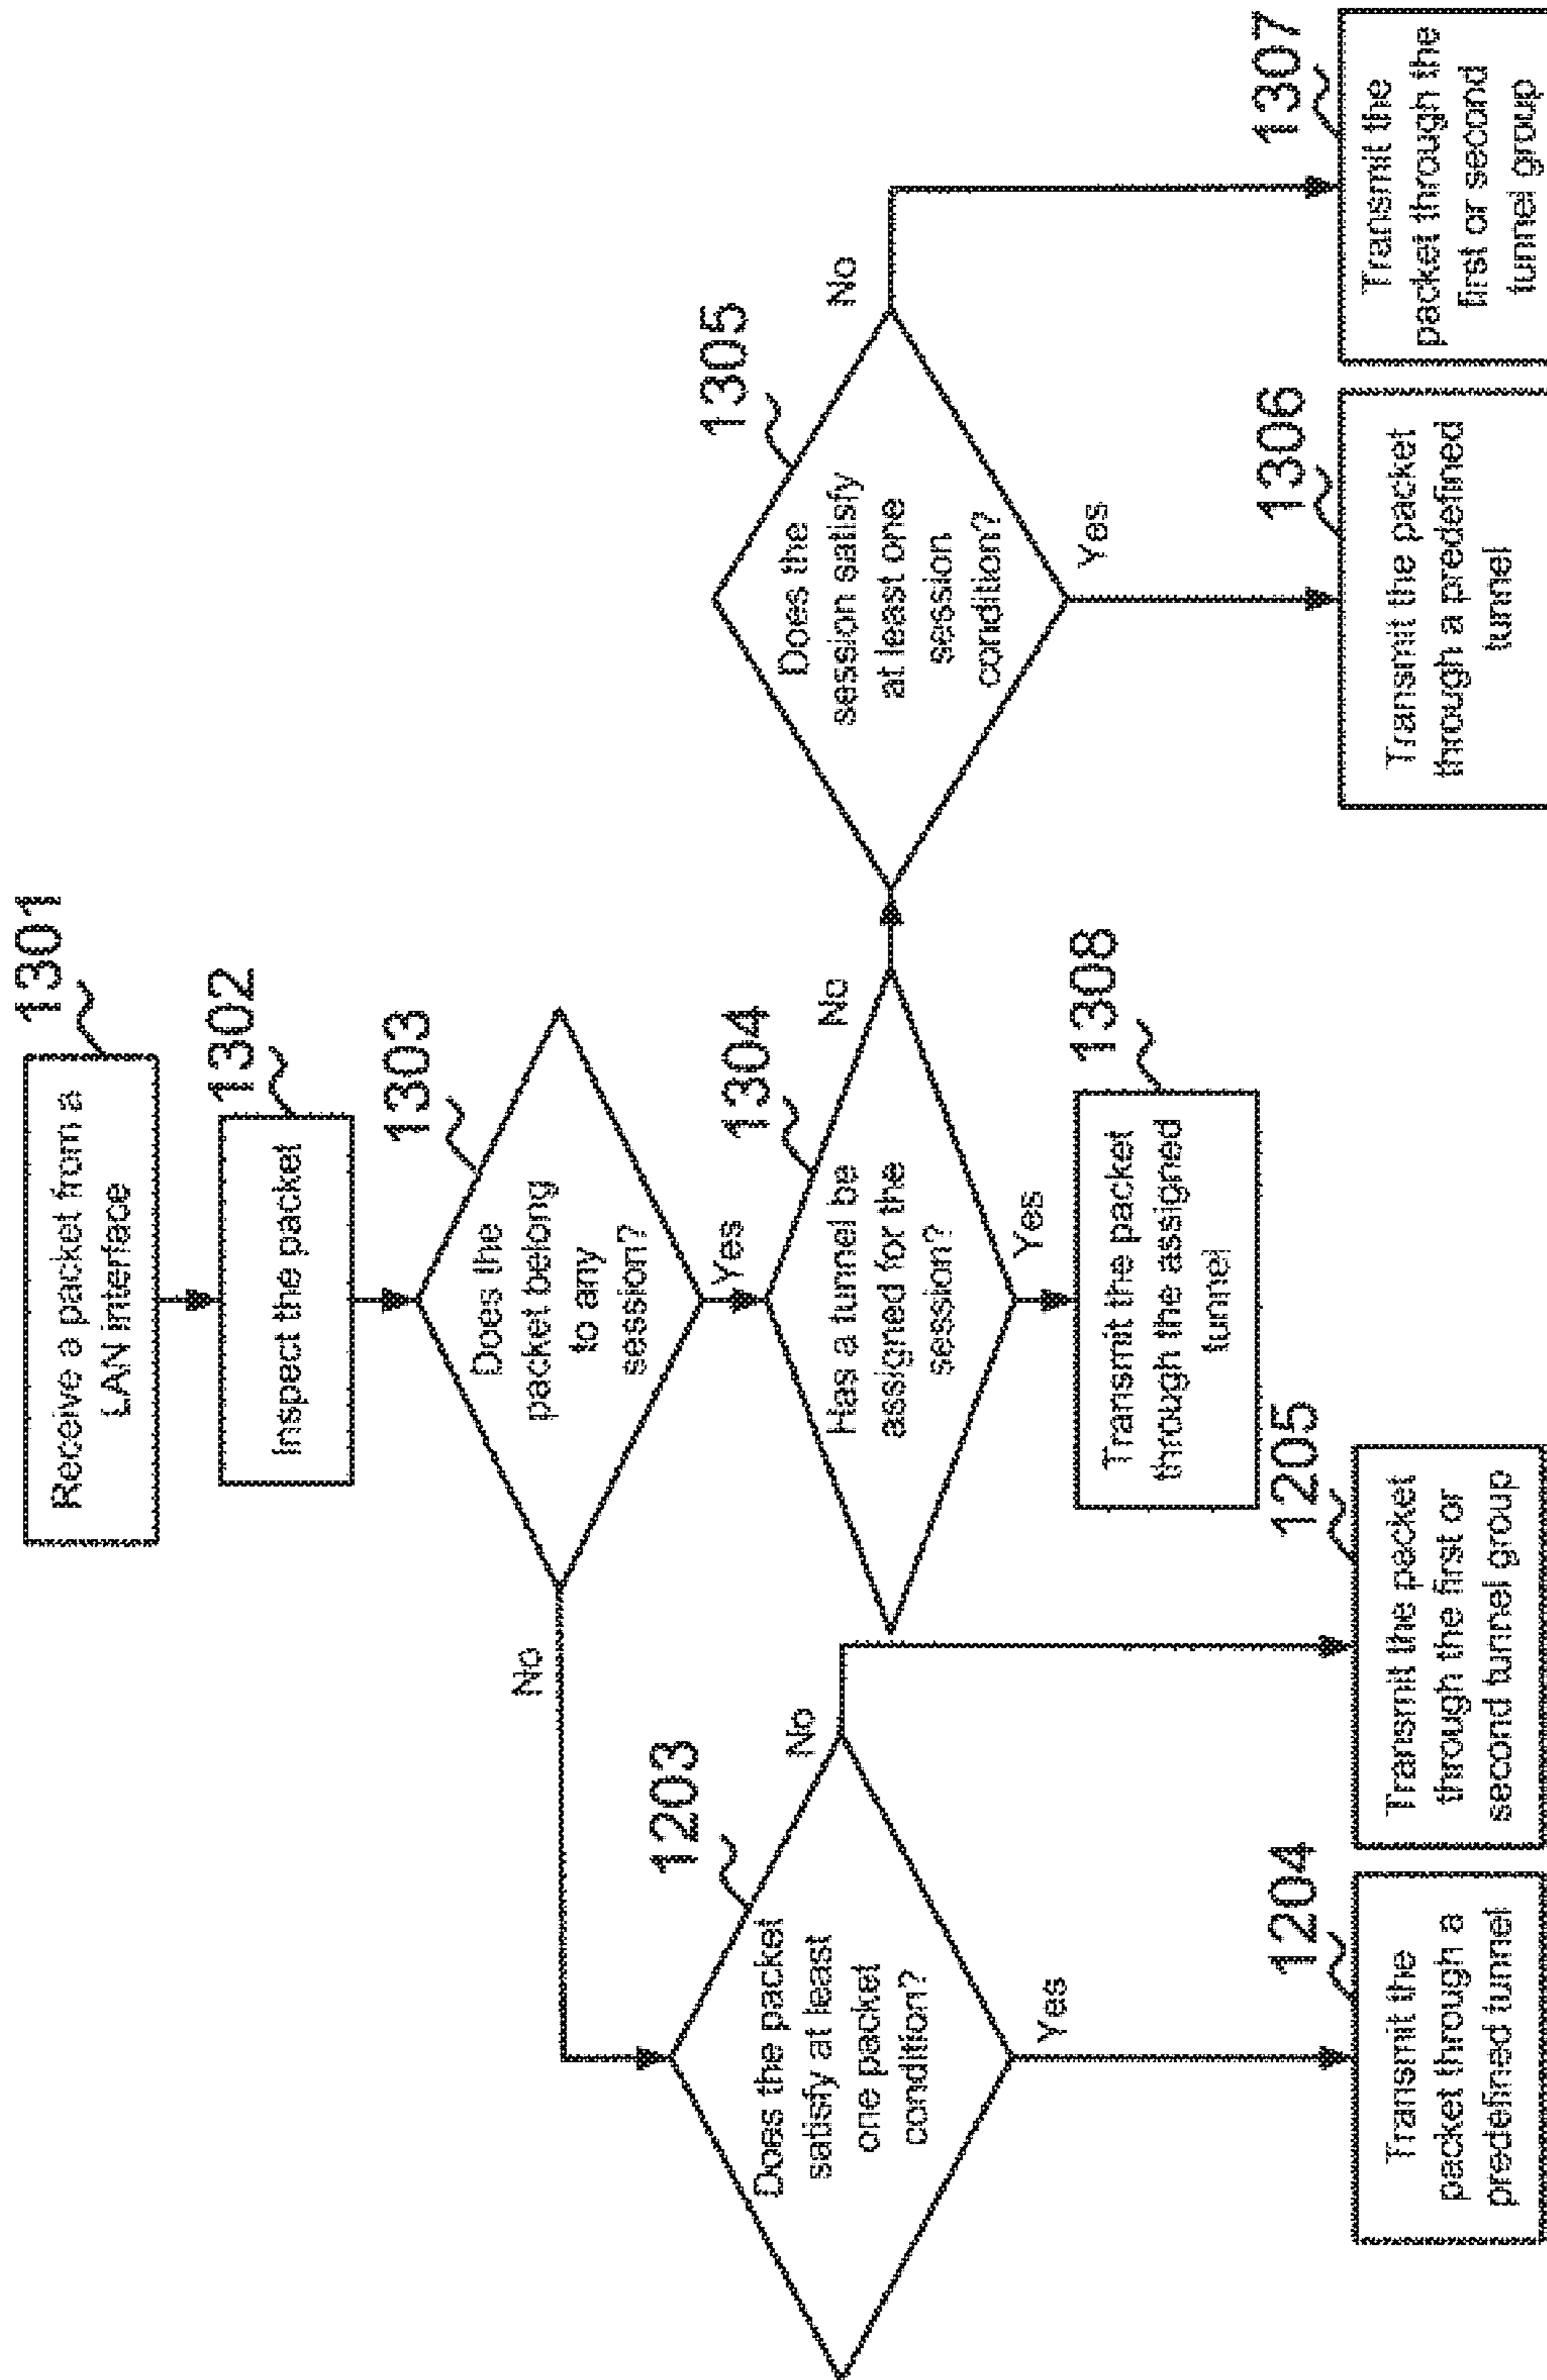 1301
Receive a packet from a
LAN interface
1302
Inspect the packet
1303
Does the
packet belong
to any
session?
No
Yes
1304
Has a tunnel be
assigned for the
session?
No
Yes
1203
Does the packet
satisfy at least
one packet
condition?
No
Yes
1305
Does the
session satisfy
at least one
session
condition?
No
Yes
1308
Transmit the packet
through the assigned
tunnel
1204
Transmit the
packet through a
predefined tunnel
1205
Transmit the packet
through the first or
second tunnel group
1306
Transmit the packet
through a predefined
tunnel
1307
Transmit the
packet through the
first or second
tunnel group